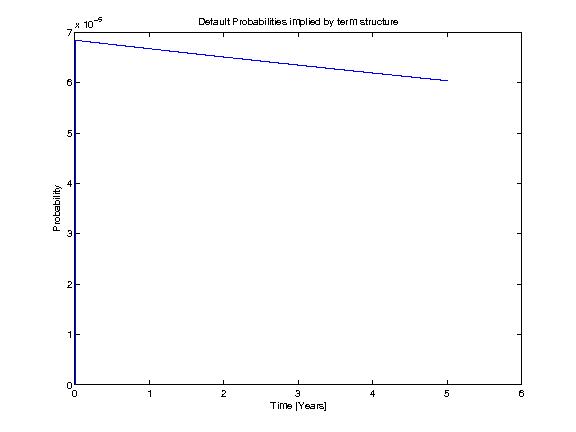 Default Probabilities implied by term structure
x 10⁻⁵
7
6
5
4
3
2
1
0
Probability
0 1 2 3 4 5 6
Time [Years]